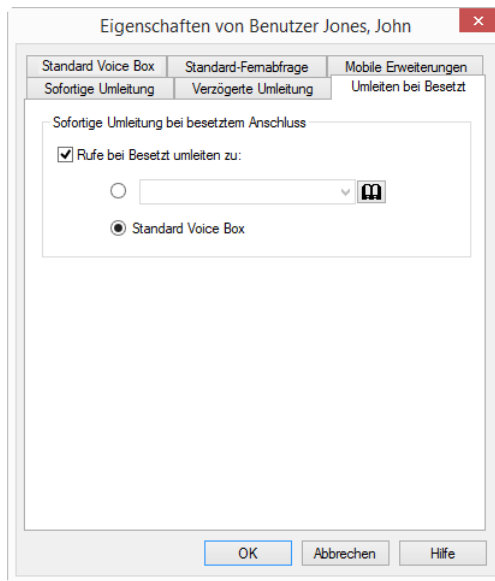 Eigenschaften von Benutzer Jones, John
Standard Voice Box Standard-Fernabfrage Mobile Erweiterungen
Sofortige Umleitung Verzögerte Umleitung Umleiten bei Besetzt
Sofortige Umleitung bei besetztem Anschluss
Rufe bei Besetzt umleiten zu:
Standard Voice Box
OK Abbrechen Hilfe